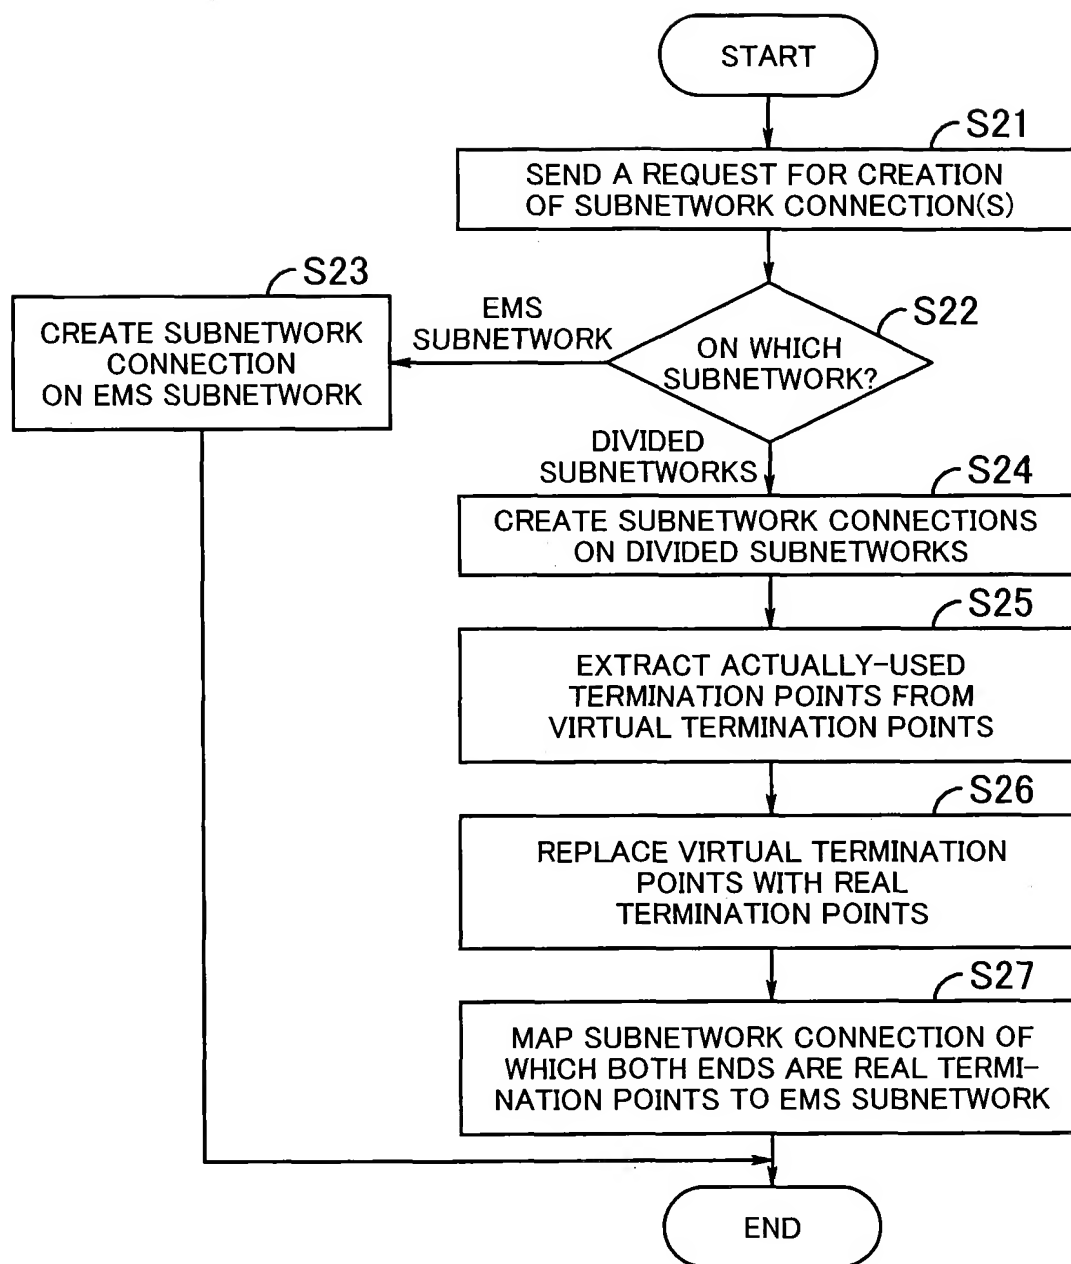 START
S21
SEND A REQUEST FOR CREATION
OF SUBNETWORK CONNECTION(S)
S22
ON WHICH
SUBNETWORK?
EMS
SUBNETWORK
S23
CREATE SUBNETWORK
CONNECTION
ON EMS SUBNETWORK
DIVIDED
SUBNETWORKS
S24
CREATE SUBNETWORK CONNECTIONS
ON DIVIDED SUBNETWORKS
S25
EXTRACT ACTUALLY-USED
TERMINATION POINTS FROM
VIRTUAL TERMINATION POINTS
S26
REPLACE VIRTUAL TERMINATION
POINTS WITH REAL
TERMINATION POINTS
S27
MAP SUBNETWORK CONNECTION OF
WHICH BOTH ENDS ARE REAL TERMI-
NATION POINTS TO EMS SUBNETWORK
END